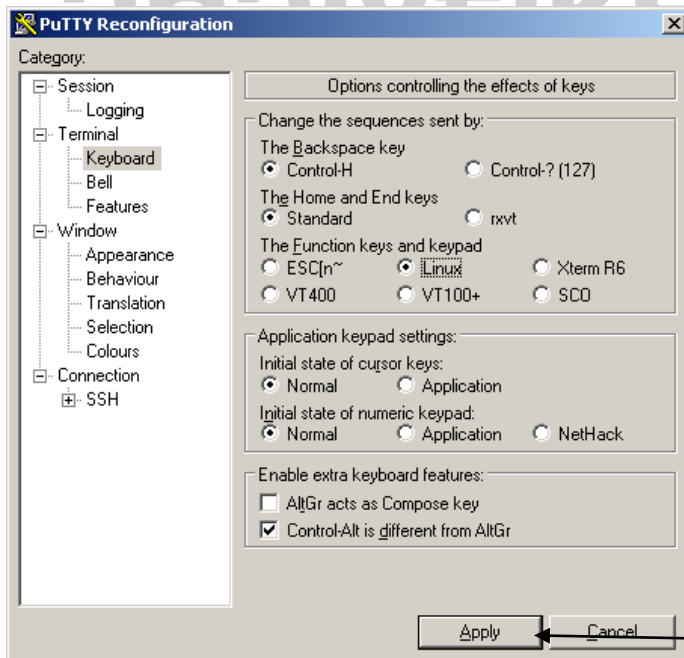 PuTTY Reconfiguration
Category:
Session
Logging
Terminal
Keyboard
Bell
Features
Window
Appearance
Behaviour
Translation
Selection
Colours
Connection
SSH
Options controlling the effects of keys
Change the sequences sent by:
The Backspace key
Control-H Control-? (127)
The Home and End keys
Standard rxvt
The Function keys and keypad
ESC[n~ Linux Xterm R6
VT400 VT100+ SCO
Application keypad settings:
Initial state of cursor keys:
Normal Application
Initial state of numeric keypad:
Normal Application NetHack
Enable extra keyboard features:
AltGr acts as Compose key
Control-Alt is different from AltGr
Apply Cancel